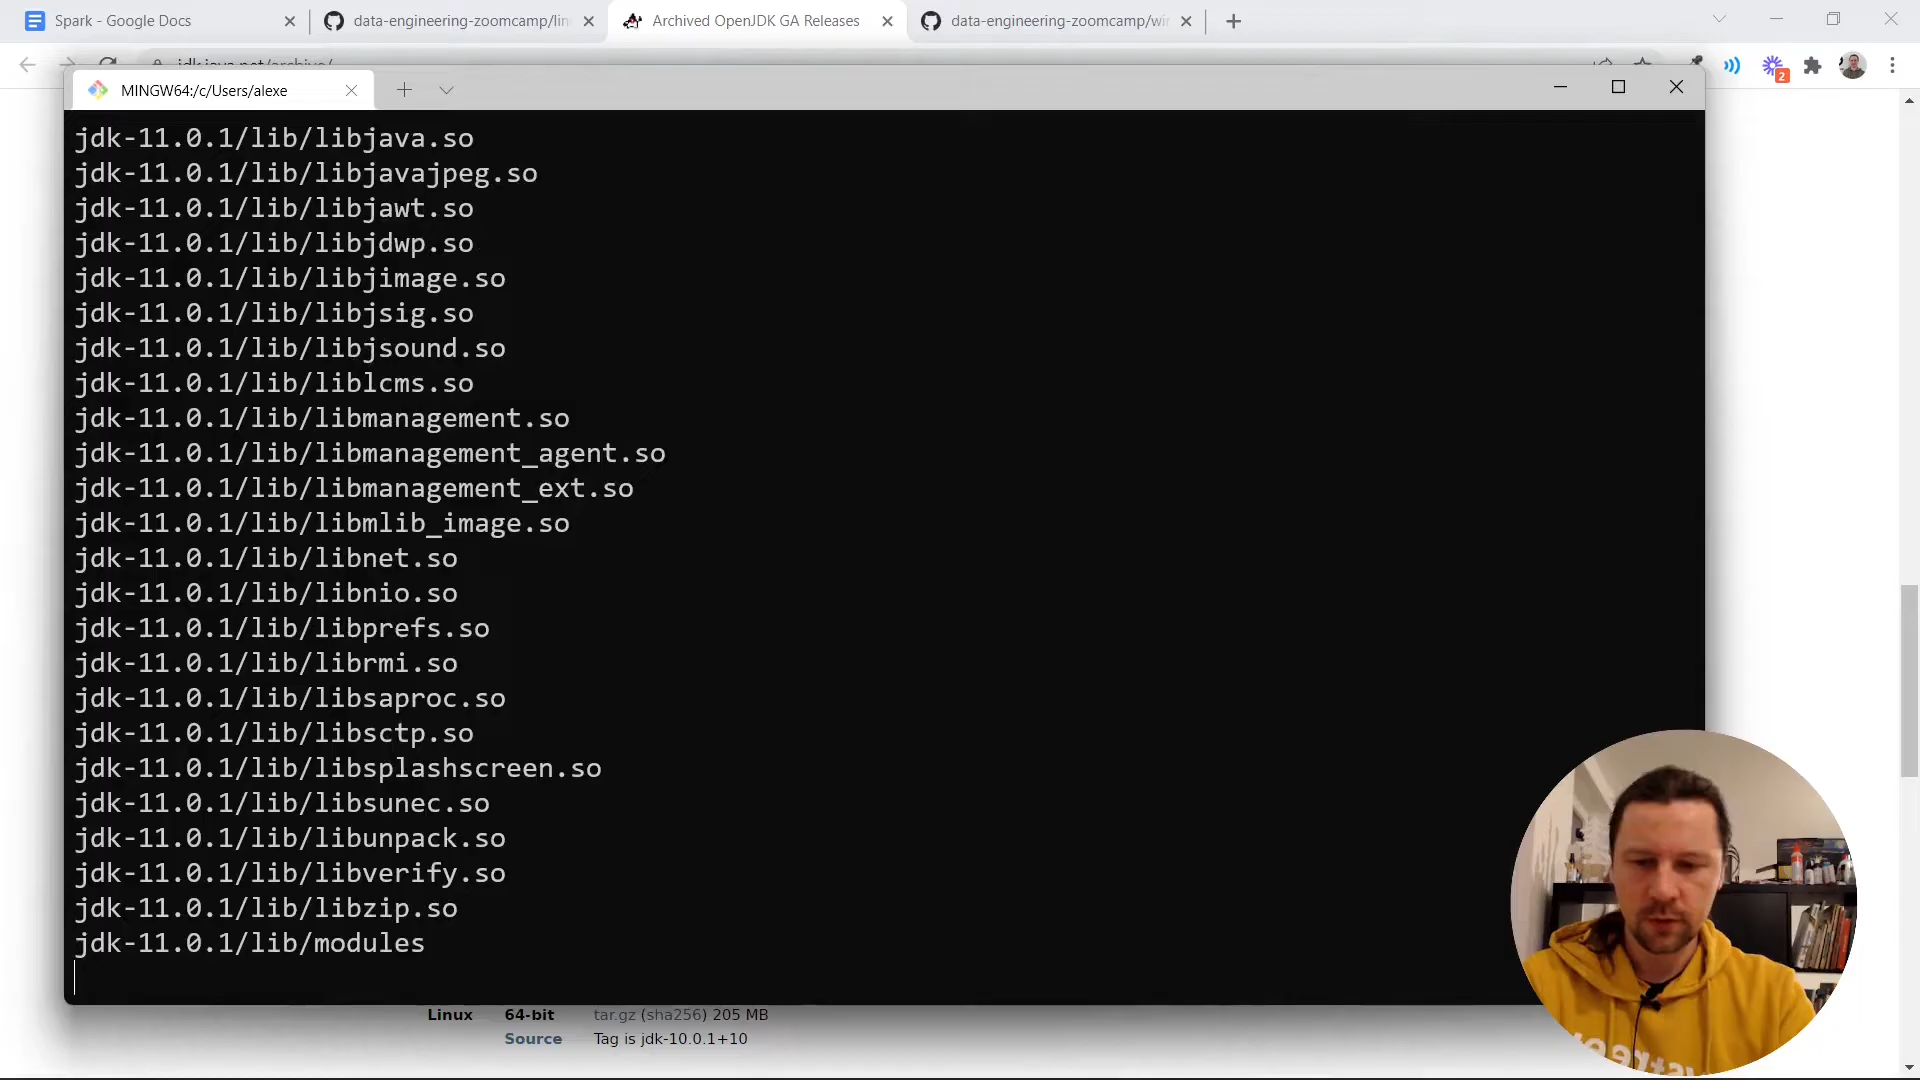 Spark - Google Docs
data-engineering-zoomcamp/lin
Archived OpenJDK GA Releases
data-engineering-zoomcamp/win
jdk.java.net/archive/
2
MINGW64:/c/Users/alexe
jdk-11.0.1/lib/libjava.so
jdk-11.0.1/lib/libjavajpeg.so
jdk-11.0.1/lib/libjawt.so
jdk-11.0.1/lib/libjdwp.so
jdk-11.0.1/lib/libjimage.so
jdk-11.0.1/lib/libjsig.so
jdk-11.0.1/lib/libjsound.so
jdk-11.0.1/lib/liblcms.so
jdk-11.0.1/lib/libmanagement.so
jdk-11.0.1/lib/libmanagement_agent.so
jdk-11.0.1/lib/libmanagement_ext.so
jdk-11.0.1/lib/libmlib_image.so
jdk-11.0.1/lib/libnet.so
jdk-11.0.1/lib/libnio.so
jdk-11.0.1/lib/libprefs.so
jdk-11.0.1/lib/librmi.so
jdk-11.0.1/lib/libsaproc.so
jdk-11.0.1/lib/libsctp.so
jdk-11.0.1/lib/libsplashscreen.so
jdk-11.0.1/lib/libsunec.so
jdk-11.0.1/lib/libunpack.so
jdk-11.0.1/lib/libverify.so
jdk-11.0.1/lib/libzip.so
jdk-11.0.1/lib/modules
Linux 64-bit tar.gz (sha256) 205 MB
Source Tag is jdk-10.0.1+10